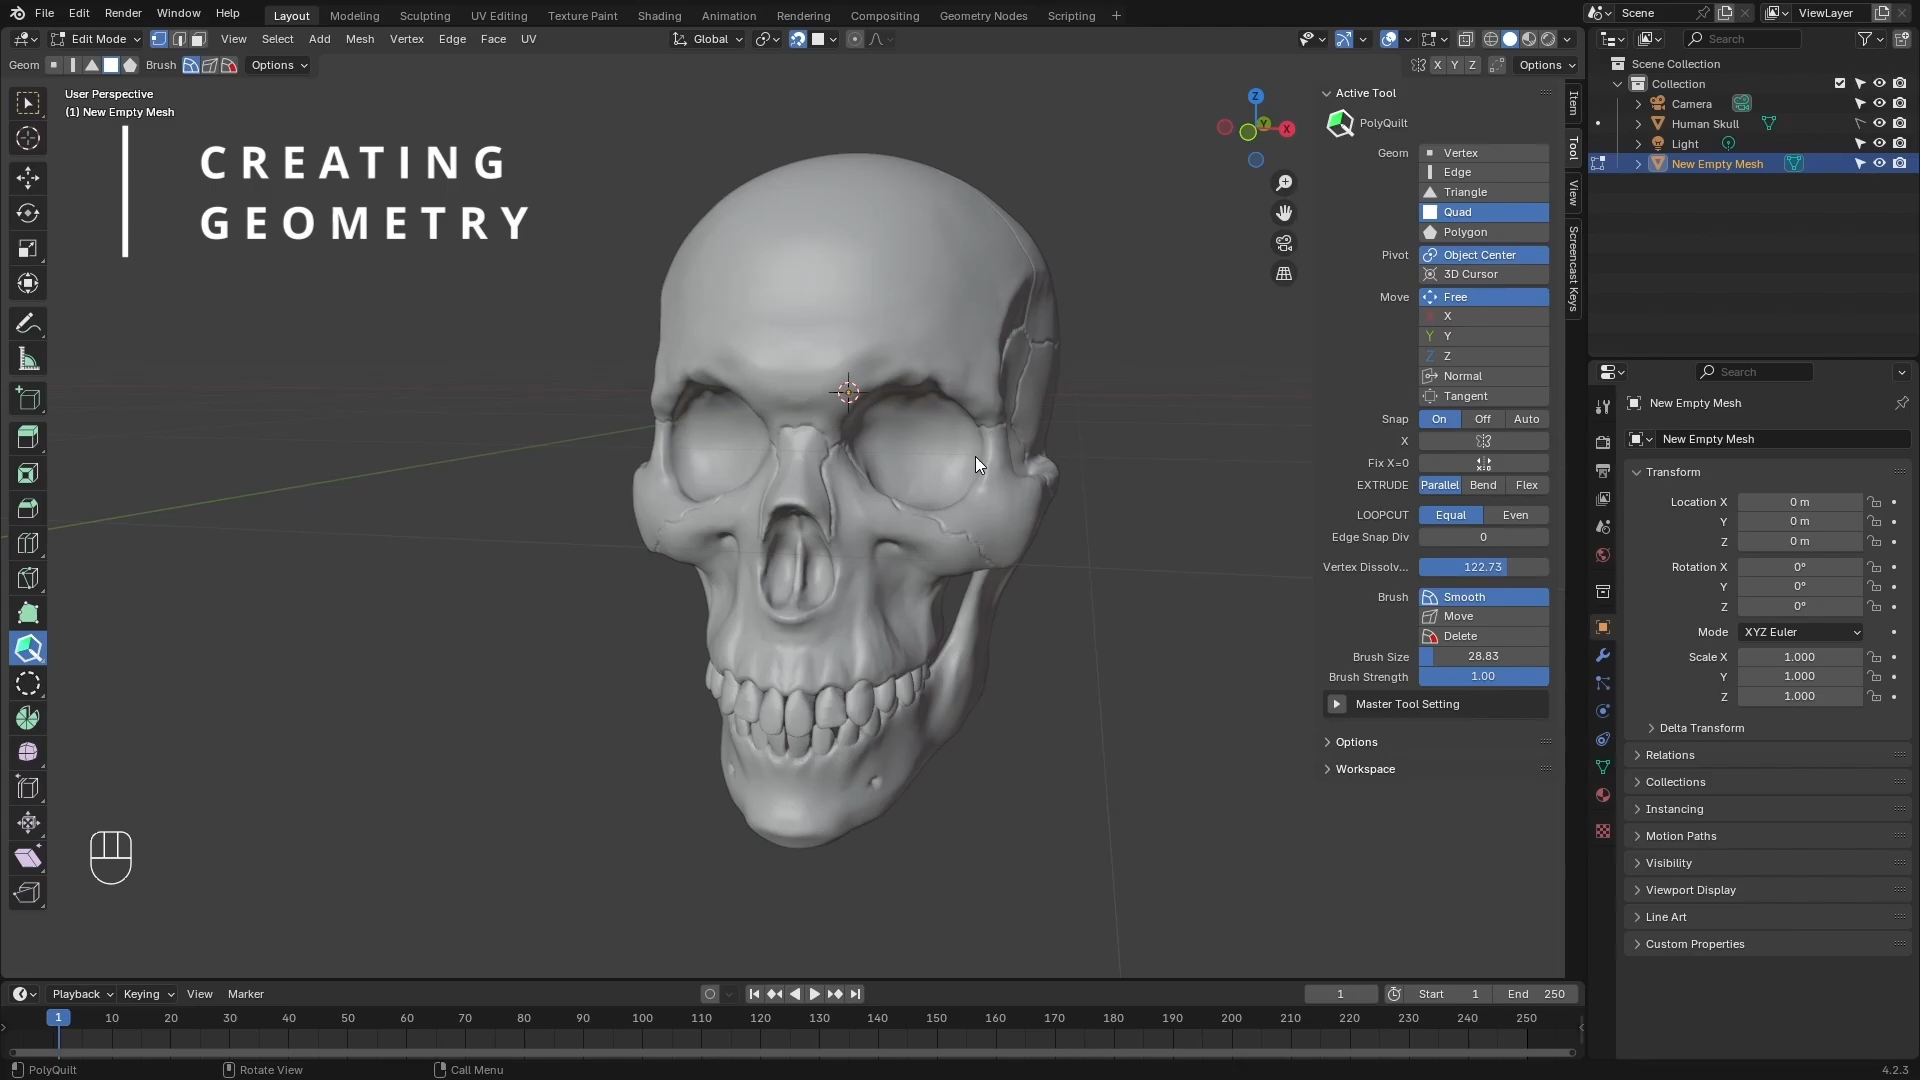 File Edit Render Window Help Layout Modeling Sculpting UV Editing Texture Paint Shading Animation Rendering Compositing Geometry Nodes Scripting + Scene ViewLayer
Edit Mode View Select Add Mesh Vertex Edge Face UV Global Search
Geom Brush Options X Y Z Options
User Perspective
(1) New Empty Mesh
CREATING
GEOMETRY
Z
Y
X
Active Tool
PolyQuilt
Geom Vertex
Edge
Triangle
Quad
Polygon
Pivot Object Center
3D Cursor
Move Free
X X
Y Y
Z Z
Normal
Tangent
Snap On Off Auto
X
Fix X=0
EXTRUDE Parallel Bend Flex
LOOPCUT Equal Even
Edge Snap Div 0
Vertex Dissolv... 122.73
Brush Smooth
Move
Delete
Brush Size 28.83
Brush Strength 1.00
Master Tool Setting
Options
Workspace
Item
Tool
View
Screencast Keys
Scene Collection
Collection
Camera
Human Skull
Light
New Empty Mesh
Search
New Empty Mesh
New Empty Mesh
Transform
Location X 0 m
Y 0 m
Z 0 m
Rotation X 0°
Y 0°
Z 0°
Mode XYZ Euler
Scale X 1.000
Y 1.000
Z 1.000
Delta Transform
Relations
Collections
Instancing
Motion Paths
Visibility
Viewport Display
Line Art
Custom Properties
Playback Keying View Marker 1 Start 1 End 250
1 10 20 30 40 50 60 70 80 90 100 110 120 130 140 150 160 170 180 190 200 210 220 230 240 250
PolyQuilt Rotate View Call Menu 4.2.3